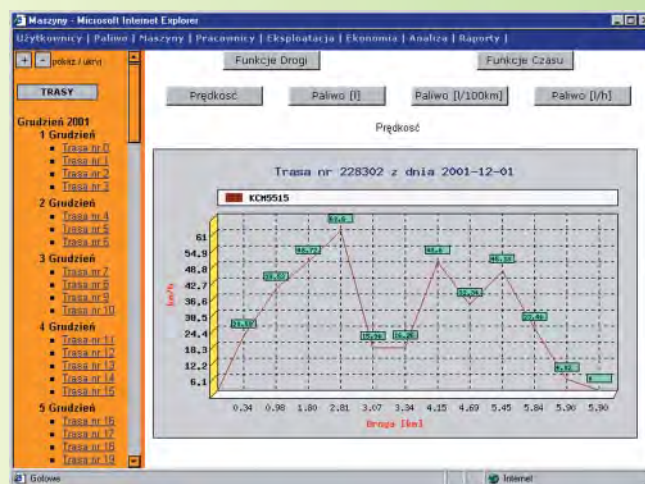 Maszyny - Microsoft Internet Explorer
Użytkownicy | Paliwo | Maszyny | Pracownicy | Eksploatacja | Ekonomia | Analiza | Raporty |
+ - pokaż / ukryj
TRASY
Grudzień 2001
1 Grudzień
Trasa nr 0
Trasa nr 1
Trasa nr 2
Trasa nr 3
2 Grudzień
Trasa nr 4
Trasa nr 5
Trasa nr 6
3 Grudzień
Trasa nr 7
Trasa nr 8
Trasa nr 9
Trasa nr 10
4 Grudzień
Trasa nr 11
Trasa nr 12
Trasa nr 13
Trasa nr 14
Trasa nr 15
5 Grudzień
Trasa nr 16
Trasa nr 17
Trasa nr 18
Trasa nr 19
Funkcje Drogi Funkcje Czasu
Prędkość Paliwo [l] Paliwo [l/100km] Paliwo [l/h]
Prędkość
Trasa nr 228302 z dnia 2001-12-01
KCM5515
km/h
61
54.9
48.8
42.7
36.6
30.5
24.4
18.3
12.2
6.1
0.34 0.98 1.80 2.81 3.07 3.34 4.15 4.69 5.45 5.84 5.90 5.90
Droga [km]
Gotowe Internet